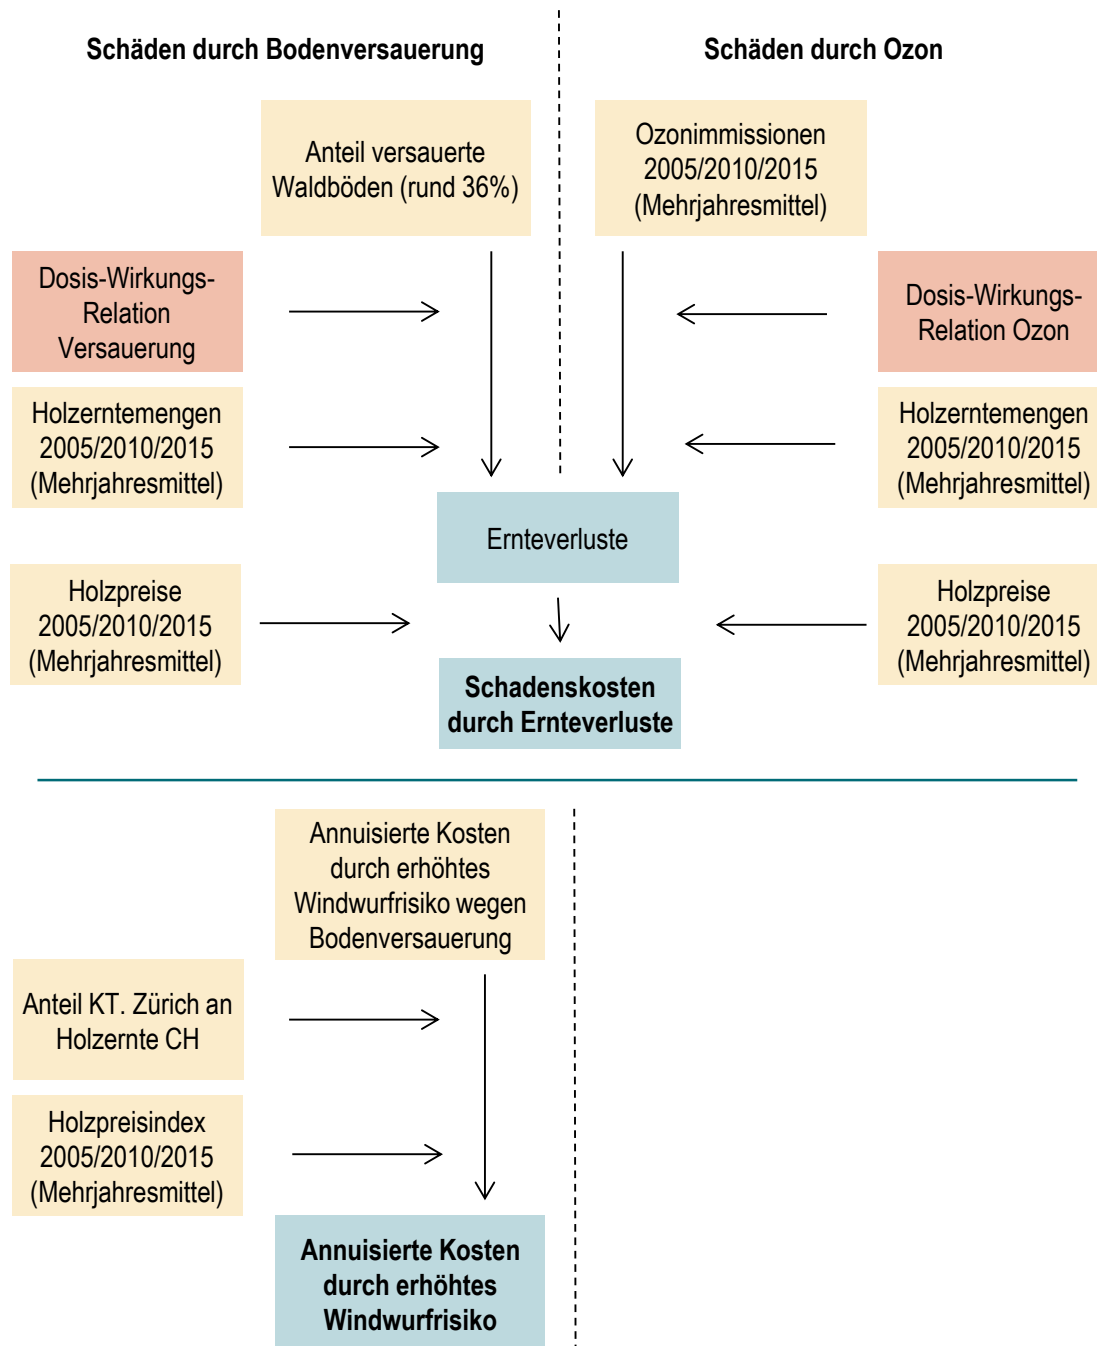 Schäden durch Bodenversauerung
Schäden durch Ozon
Anteil versauerte
Waldböden (rund 36%)
Ozonimmissionen
2005/2010/2015
(Mehrjahresmittel)
Dosis-Wirkungs-
Relation
Versauerung
Dosis-Wirkungs-
Relation Ozon
Holzerntemengen
2005/2010/2015
(Mehrjahresmittel)
Holzerntemengen
2005/2010/2015
(Mehrjahresmittel)
Ernteverluste
Holzpreise
2005/2010/2015
(Mehrjahresmittel)
Holzpreise
2005/2010/2015
(Mehrjahresmittel)
Schadenskosten
durch Ernteverluste
Annuisierte Kosten
durch erhöhtes
Windwurfrisiko wegen
Bodenversauerung
Anteil KT. Zürich an
Holzernte CH
Holzpreisindex
2005/2010/2015
(Mehrjahresmittel)
Annuisierte Kosten
durch erhöhtes
Windwurfrisiko